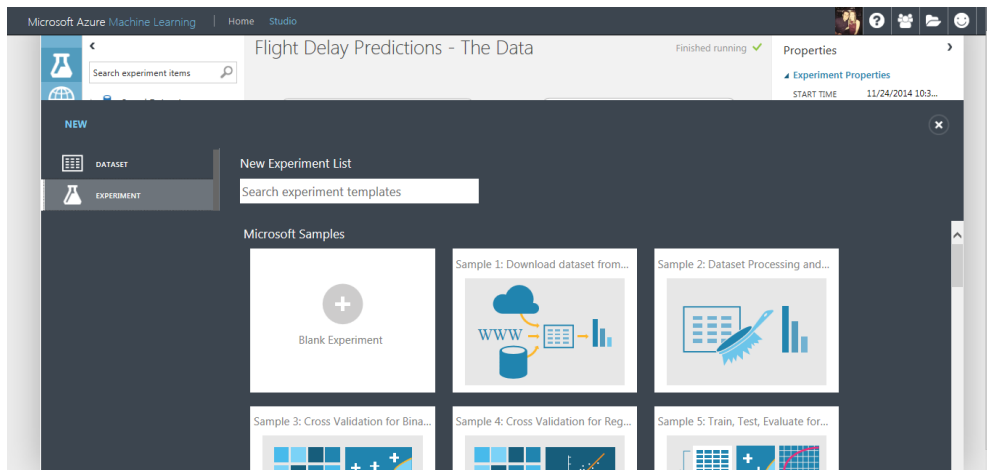 Microsoft Azure Machine Learning | Home Studio
Search experiment items
Flight Delay Predictions - The Data
Finished running
Properties
Experiment Properties
START TIME 11/24/2014 10:3...
NEW
DATASET
EXPERIMENT
New Experiment List
Search experiment templates
Microsoft Samples
Blank Experiment
Sample 1: Download dataset from...
WWW
Sample 2: Dataset Processing and...
Sample 3: Cross Validation for Bina...
Sample 4: Cross Validation for Reg...
Sample 5: Train, Test, Evaluate for...